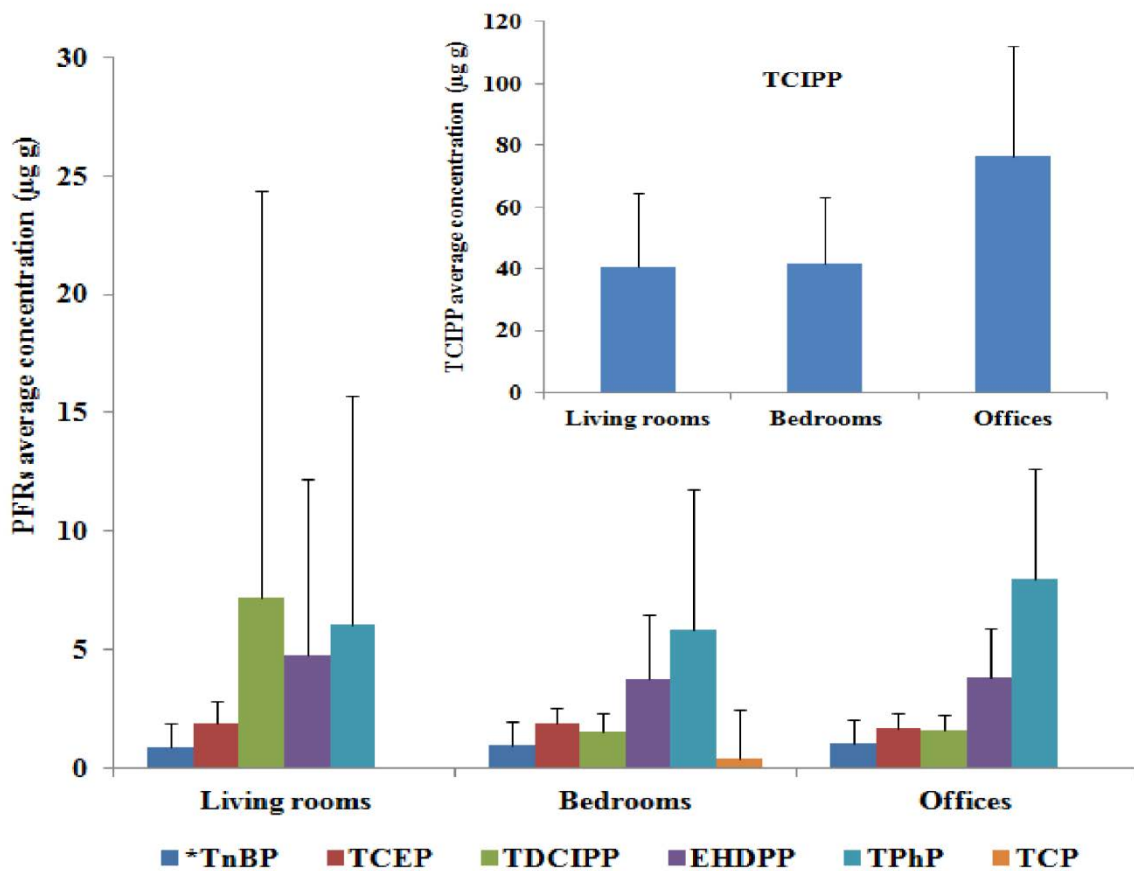 PFRs average concentration (µg g)
30
25
20
15
10
5
0
Living rooms Bedrooms Offices
TCIPP average concentration (µg g)
120
100
80
60
40
20
0
TCIPP
Living rooms Bedrooms Offices
*TnBP TCEP TDCIPP EHDPP TPhP TCP